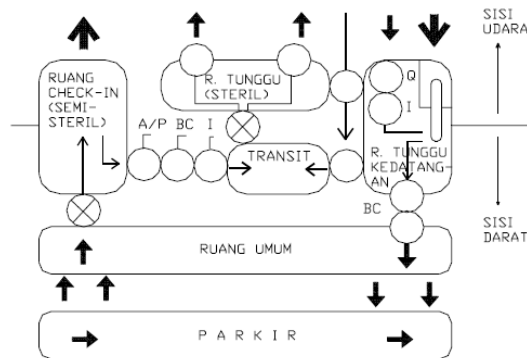 SISI
UDARA
RUANG
CHECK-IN
(SEMI-
STERIL)
R. TUNGGU
(STERIL)
Q
I
A/P BC I
TRANSIT
R. TUNGGU
KEDATANG-
AN
BC
SISI
DARAT
RUANG UMUM
PARKIR